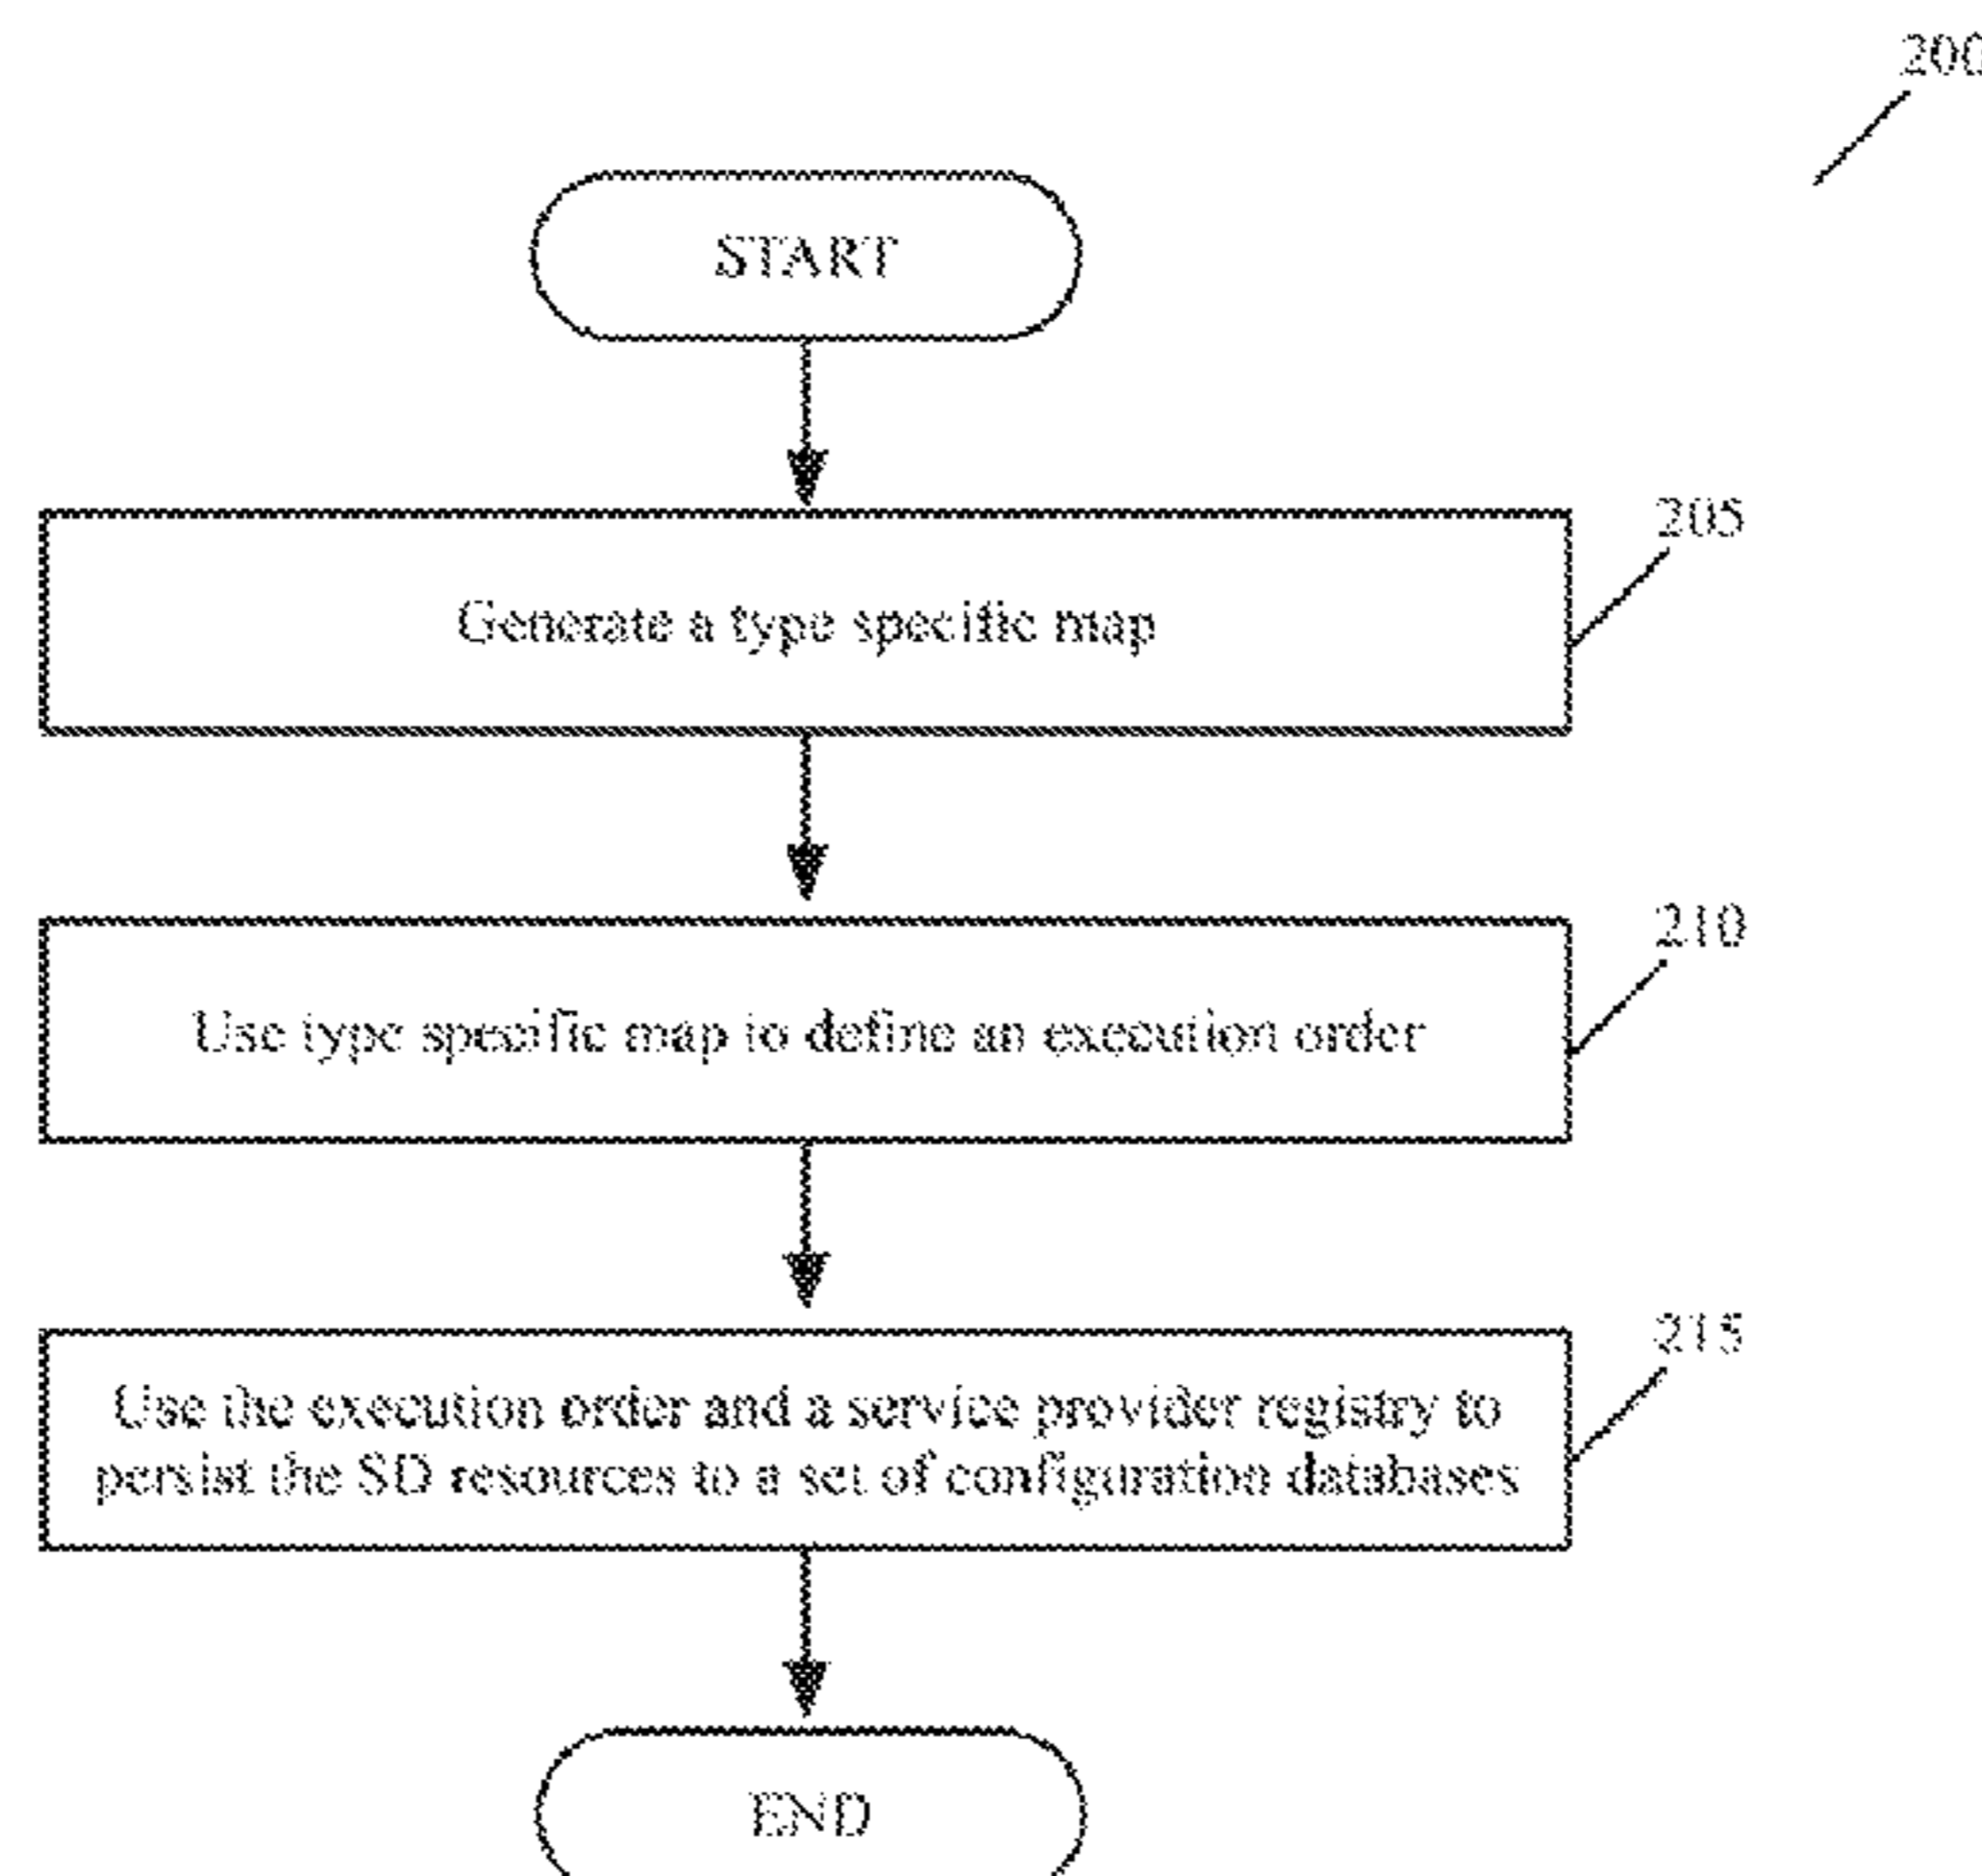 200
START
205
Generate a type specific map
210
Use type specific map to define an execution order
215
Use the execution order and a service provider registry to
persist the SD resources to a set of configuration databases
END